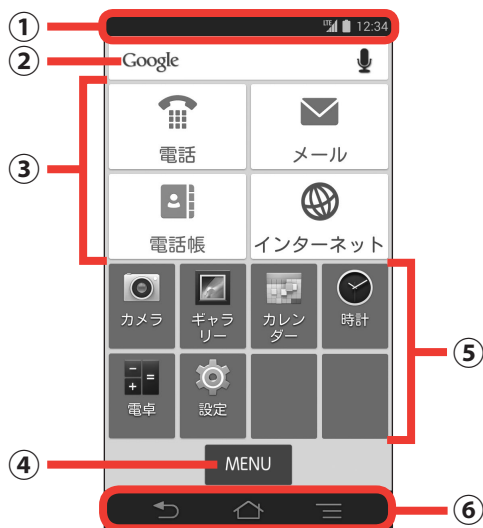 ①
LTE 12:34
②
Google
③
電話
メール
電話帳
インターネット
カメラ
ギャラ
リー
カレン
ダー
時計
⑤
電卓
設定
④
MENU
⑥